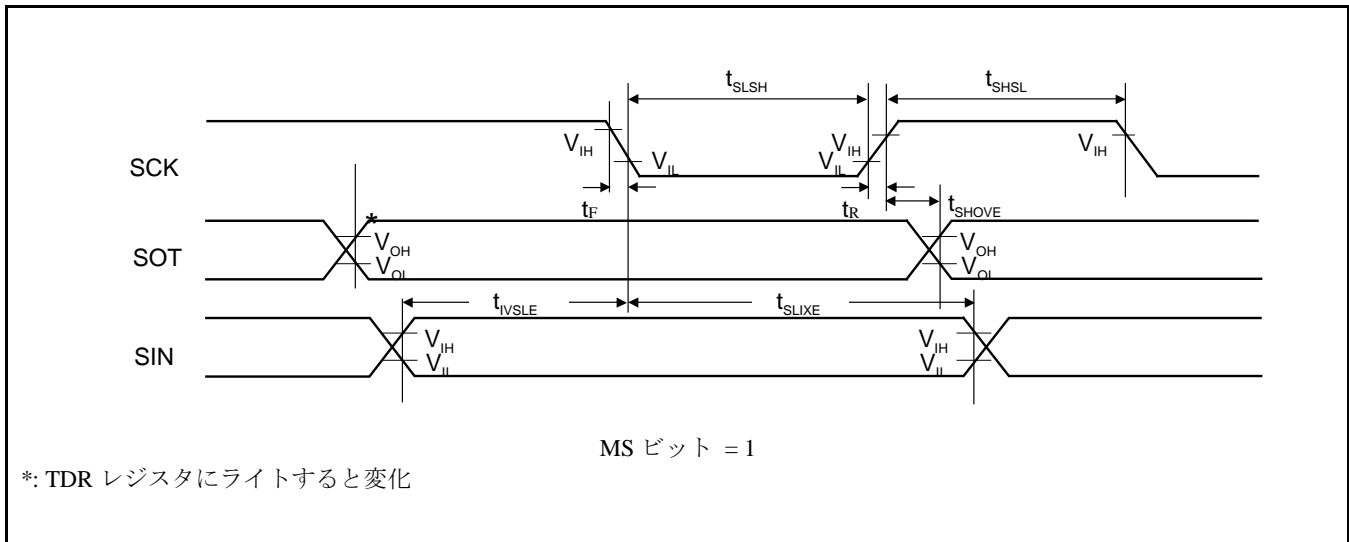 tSLSH tSHSL
VIH VIL VIH VIL VIH
SCK
tF tR tSHOVE
*
SOT VOH VOH
VOL VOL
tIVSLE tSLIXE
SIN VIH VIH
VIL VIL
MS ビット = 1
*: TDR レジスタにライトすると変化